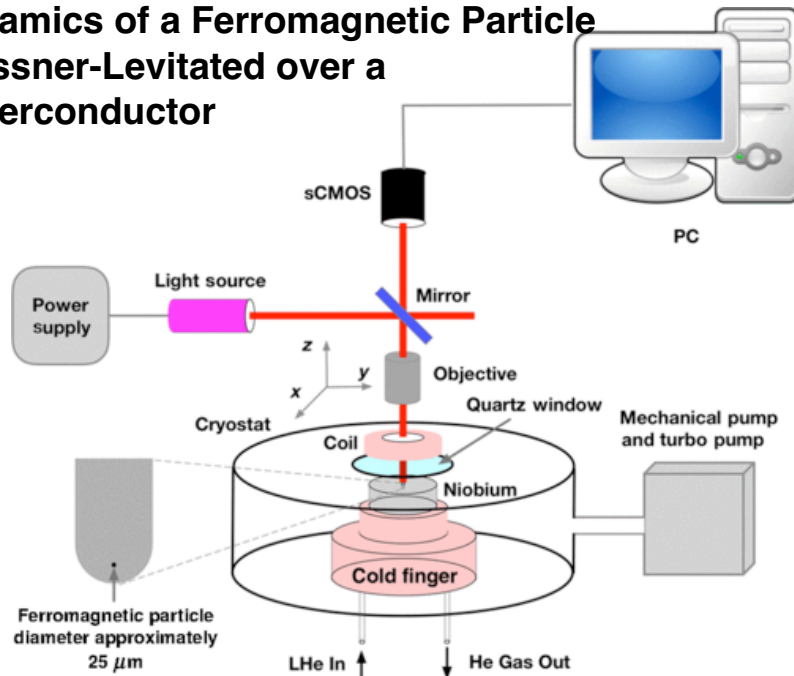 amics of a Ferromagnetic Particle
ssner-Levitated over a
erconductor
sCMOS
PC
Light source
Power
supply
Mirror
z
y
x
Objective
Quartz window
Cryostat
Coil
Mechanical pump
and turbo pump
Niobium
Cold finger
Ferromagnetic particle
diameter approximately
25 μm
LHe In
He Gas Out